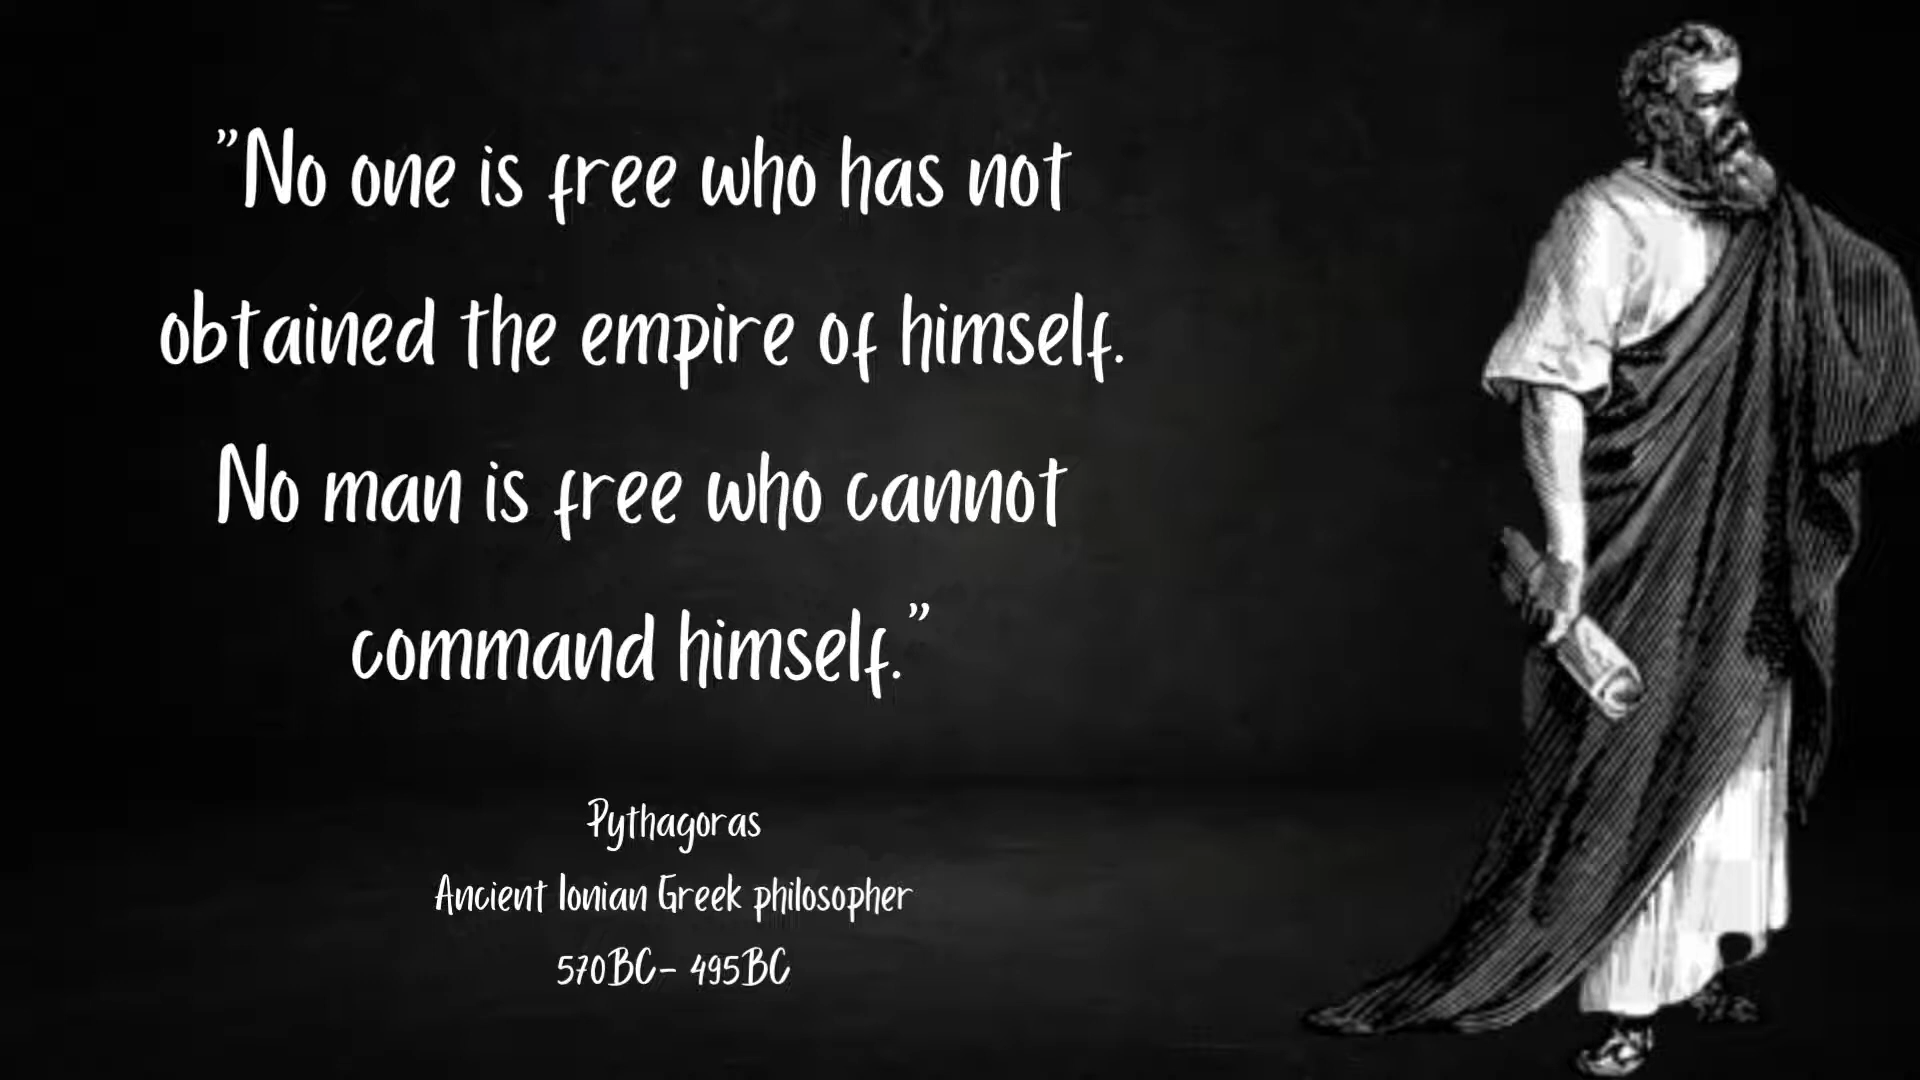 ”No one is free who has not
obtained the empire of himself.
No man is free who cannot
command himself.”
Pythagoras
Ancient Ionian Greek philosopher
570BC- 495BC